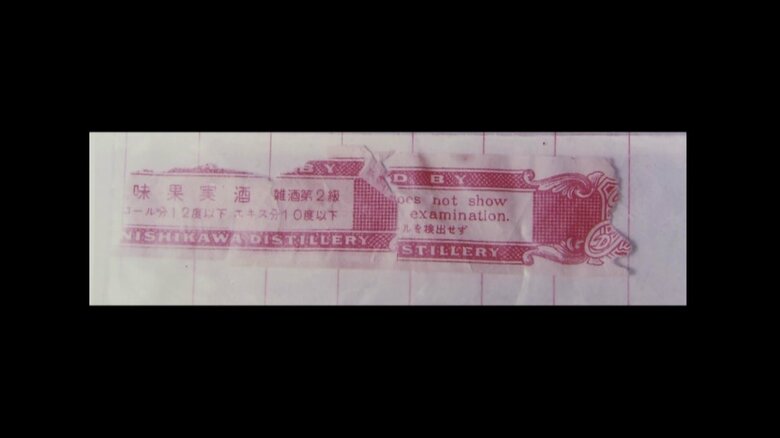 BY
味果実酒 雑酒第2級
コール分12度以下 エキス分10度以下
NISHIKAWA DISTILLERY
D BY
oes not show
examination.
ルを検出せず
STILLERY